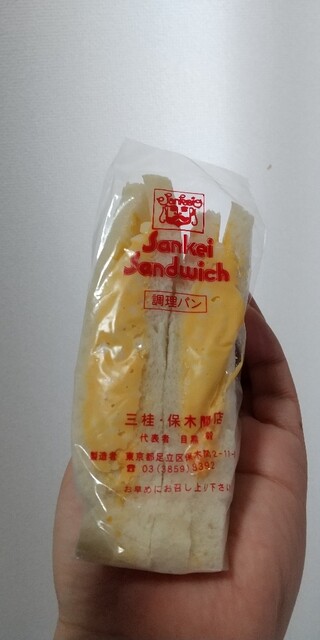 Sankei
Sankei
Sandwich
調理パン
三桂・保木間店
代表者
製造者 東京都足立区保木間2-11-
☎ 03(3859)3392
お早めにお召し上り下さい